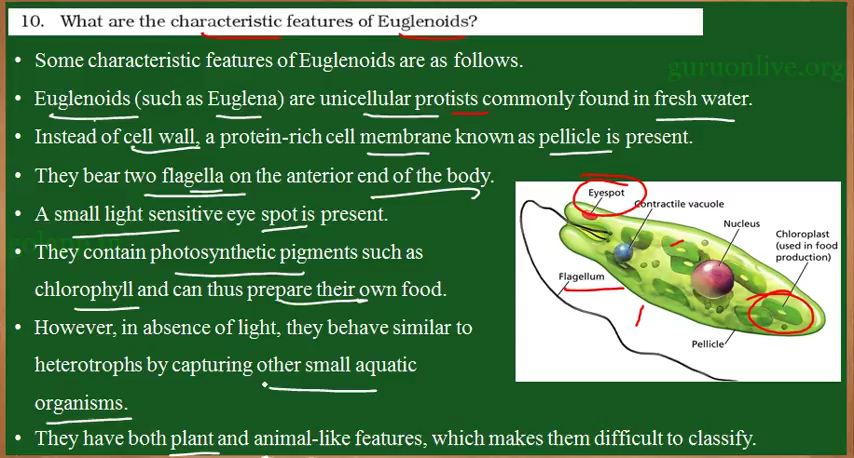 10. What are the characteristic features of Euglenoids?
• Some characteristic features of Euglenoids are as follows.
guruonlive.org
• Euglenoids (such as Euglena) are unicellular protists commonly found in fresh water.
• Instead of cell wall, a protein-rich cell membrane known as pellicle is present.
• They bear two flagella on the anterior end of the body.
• A small light sensitive eye spot is present.
• They contain photosynthetic pigments such as
chlorophyll and can thus prepare their own food.
• However, in absence of light, they behave similar to
heterotrophs by capturing other small aquatic
organisms.
• They have both plant and animal-like features, which makes them difficult to classify.
Eyespot
Contractile vacuole
Nucleus
Chloroplast
(used in food
production)
Flagellum
Pellicle